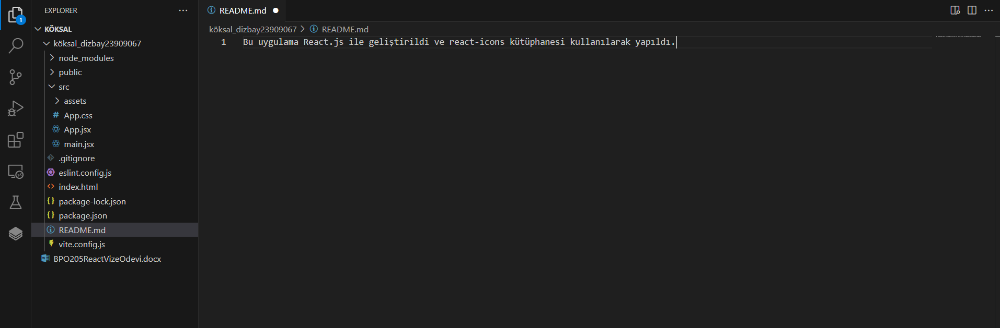 EXPLORER
KÖKSAL
köksal_dizbay23909067
node_modules
public
src
assets
App.css
App.jsx
main.jsx
.gitignore
eslint.config.js
index.html
package-lock.json
package.json
README.md
vite.config.js
BPO205ReactVizeOdevi.docx
1
README.md
köksal_dizbay23909067 > README.md
1 Bu uygulama React.js ile geliştirildi ve react-icons kütüphanesi kullanılarak yapıldı.